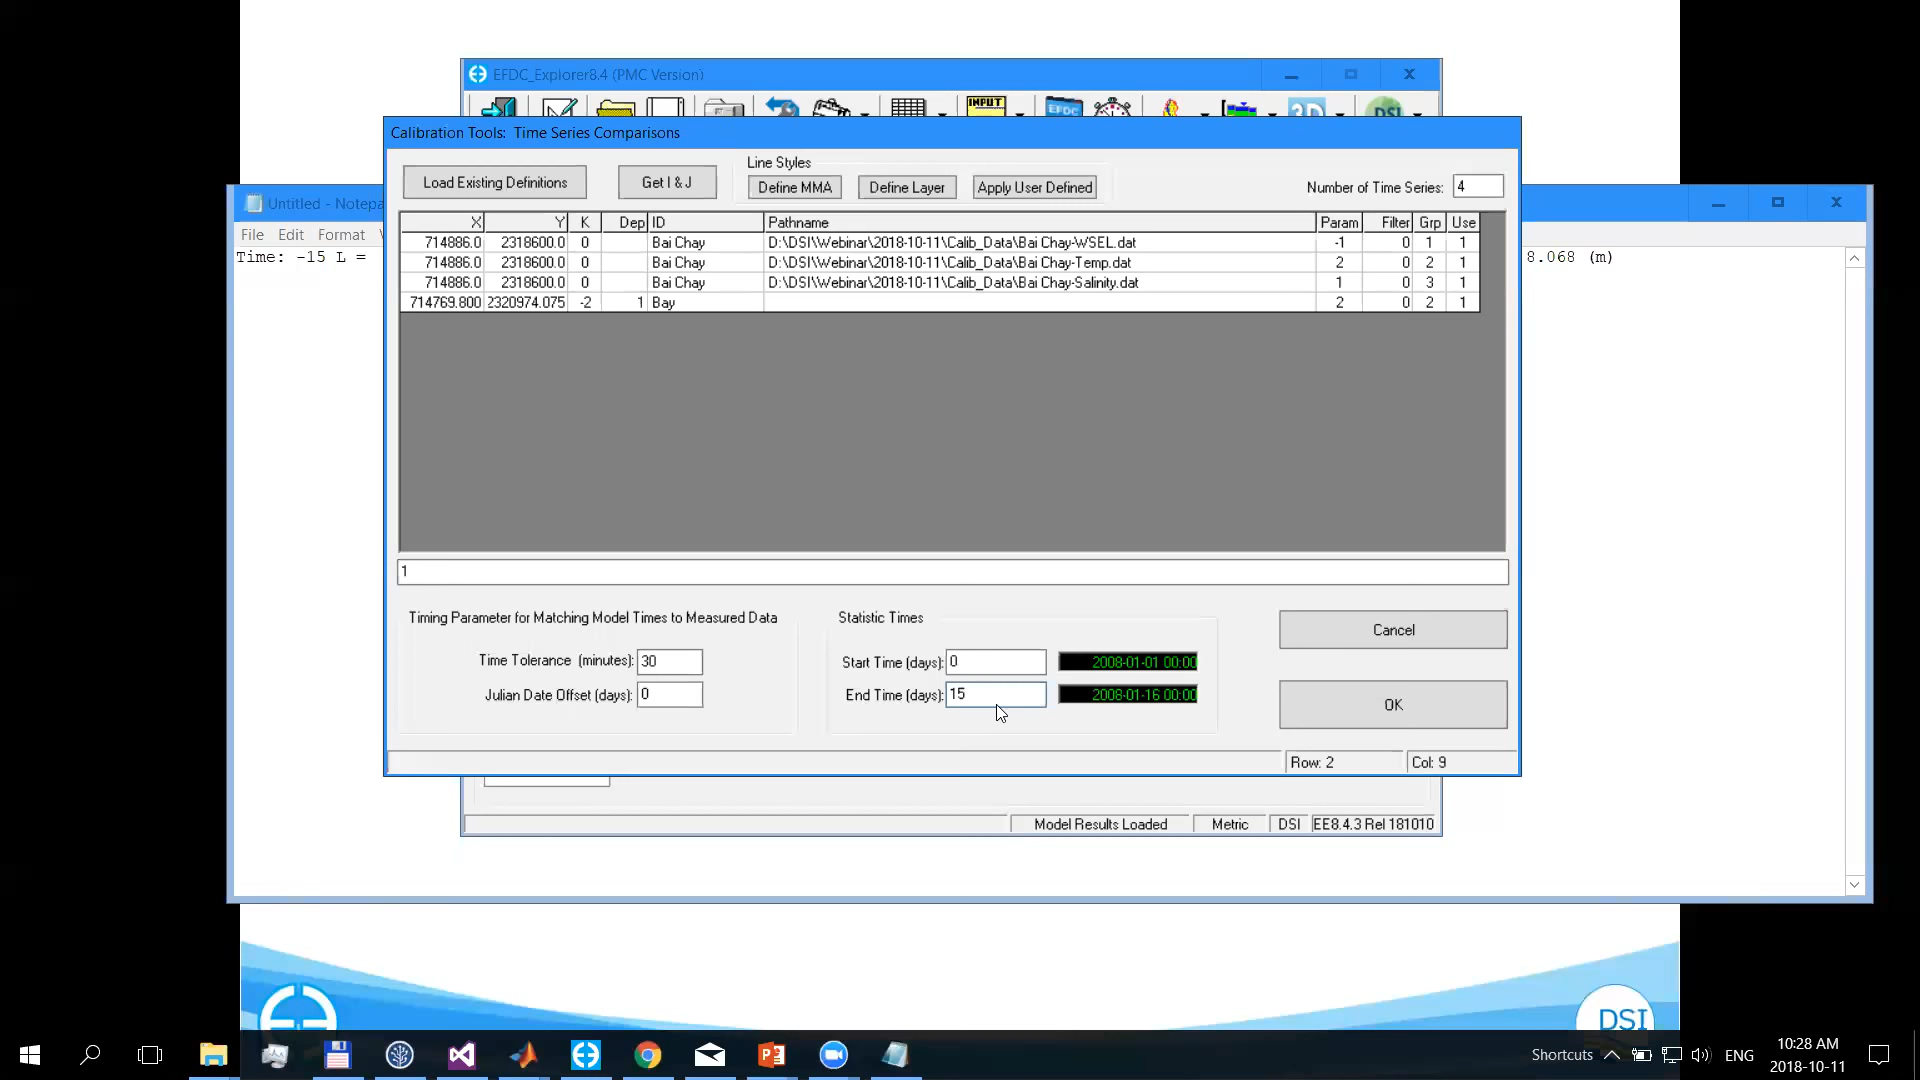 EFDC_Explorer8.4 (PMC Version)
INPUT
EFDC
3D
DSI
Calibration Tools: Time Series Comparisons
Load Existing Definitions
Get I & J
Line Styles
Define MMA
Define Layer
Apply User Defined
Number of Time Series: 4
X Y K Dep ID Pathname Param Filter Grp Use
714886.0 2318600.0 0 Bai Chay D:\DSI\Webinar\2018-10-11\Calib_Data\Bai Chay-WSEL.dat -1 0 1 1
714886.0 2318600.0 0 Bai Chay D:\DSI\Webinar\2018-10-11\Calib_Data\Bai Chay-Temp.dat 2 0 2 1
714886.0 2318600.0 0 Bai Chay D:\DSI\Webinar\2018-10-11\Calib_Data\Bai Chay-Salinity.dat 1 0 3 1
714769.800 2320974.075 -2 1 Bay 2 0 2 1
1
Timing Parameter for Matching Model Times to Measured Data
Time Tolerance (minutes): 30
Julian Date Offset (days): 0
Statistic Times
Start Time (days): 0 2008-01-01 00:00
End Time (days): 15 2008-01-16 00:00
Cancel
OK
Row: 2
Col: 9
Untitled - Notepa
File Edit Format
Time: -15 L =
8.068 (m)
Model Results Loaded
Metric
DSI
EE8.4.3 Rel 181010
DSI
Shortcuts
ENG
10:28 AM
2018-10-11